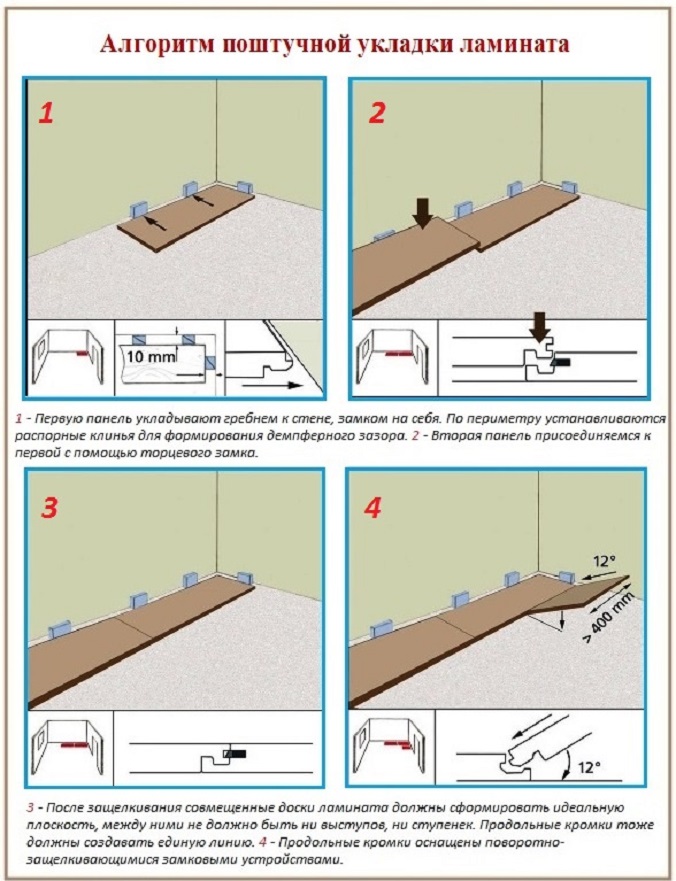 Алгоритм поштучной укладки ламината
1
2
10 mm
1 - Первую панель укладывают гребнем к стене, замком на себя. По периметру устанавливаются
распорные клинья для формирования демпферного зазора. 2 - Вторая панель присоединяемся к
первой с помощью торцевого замка.
3
4
12°
> 400 mm
12°
3 - После защелкивания совмещенные доски ламината должны сформировать идеальную
плоскость, между ними не должно быть ни выступов, ни ступенек. Продольные кромки тоже
должны создавать единую линию. 4 - Продольные кромки оснащены поворотно-
защелкивающимися замковыми устройствами.